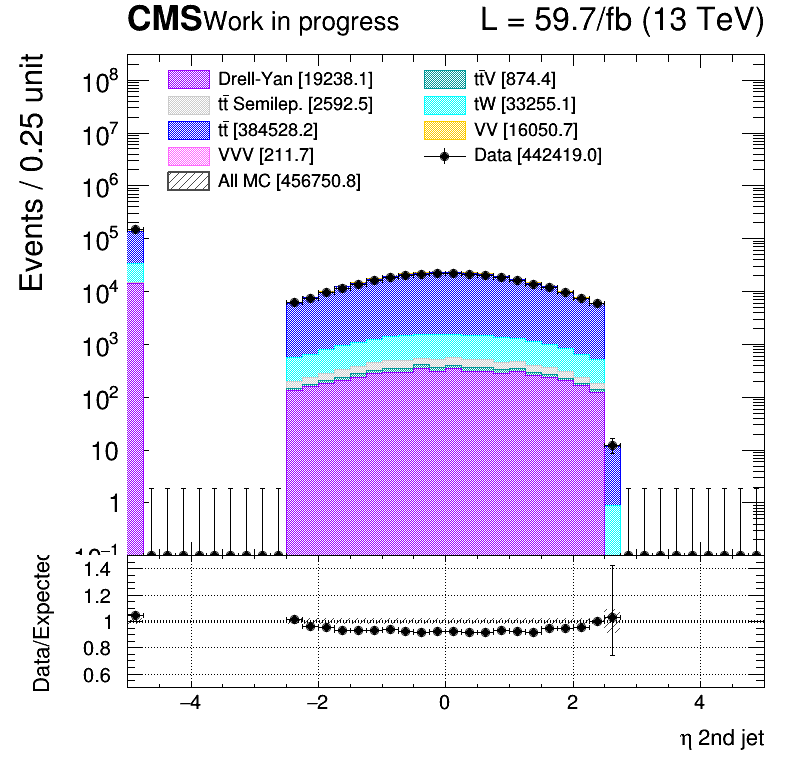 CMS Work in progress L = 59.7/fb (13 TeV)
Events / 0.25 unit
10⁸
10⁷
10⁶
10⁵
10⁴
10³
10²
10
1
10⁻¹
Drell-Yan [19238.1]
tt̄ Semilep. [2592.5]
tt̄ [384528.2]
VVV [211.7]
All MC [456750.8]
tt̄V [874.4]
tW [33255.1]
VV [16050.7]
Data [442419.0]
Data/Expected
1.4
1.2
1
0.8
0.6
−4 −2 0 2 4
η 2nd jet